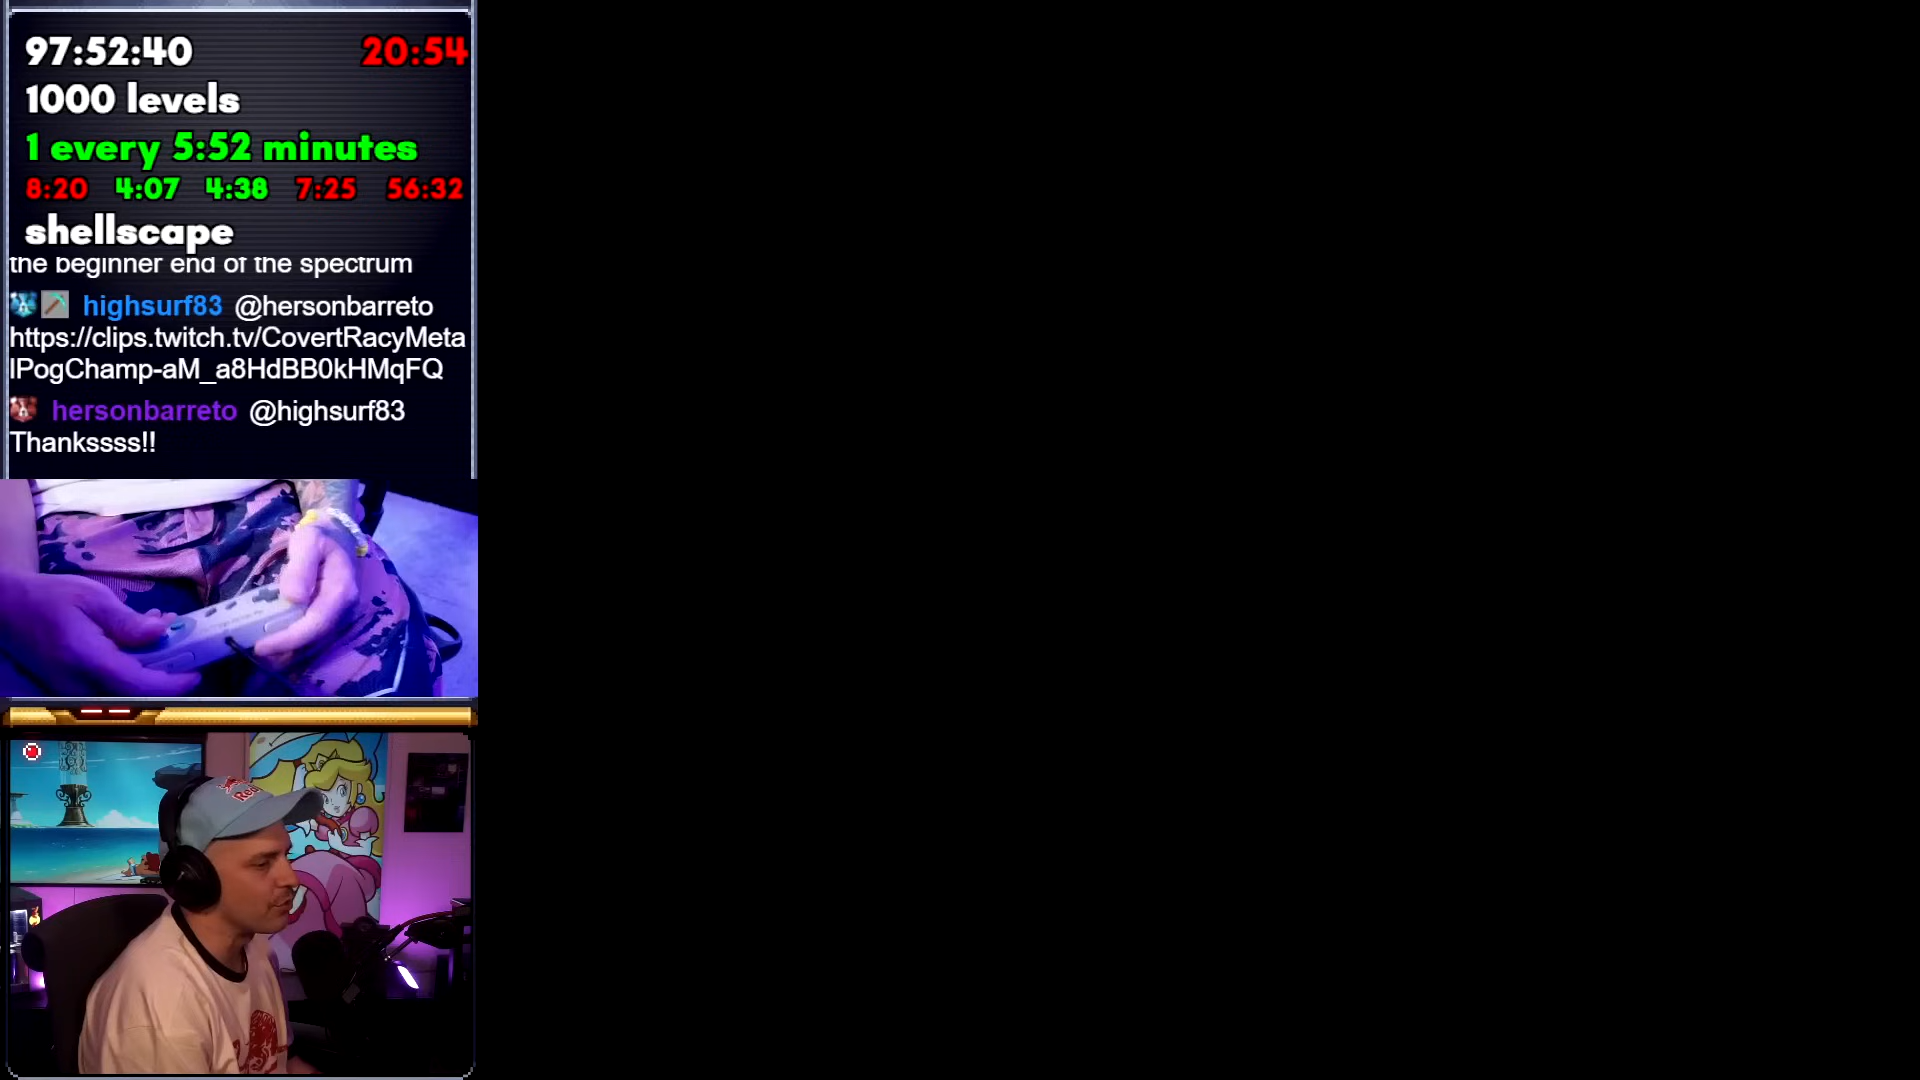 97:52:40 20:54
1000 levels
1 every 5:52 minutes
8:20 4:07 4:38 7:25 56:32
shellscape
the beginner end of the spectrum
highsurf83 @hersonbarreto
https://clips.twitch.tv/CovertRacyMeta
lPogChamp-aM_a8HdBB0kHMqFQ
hersonbarreto @highsurf83
Thankssss!!